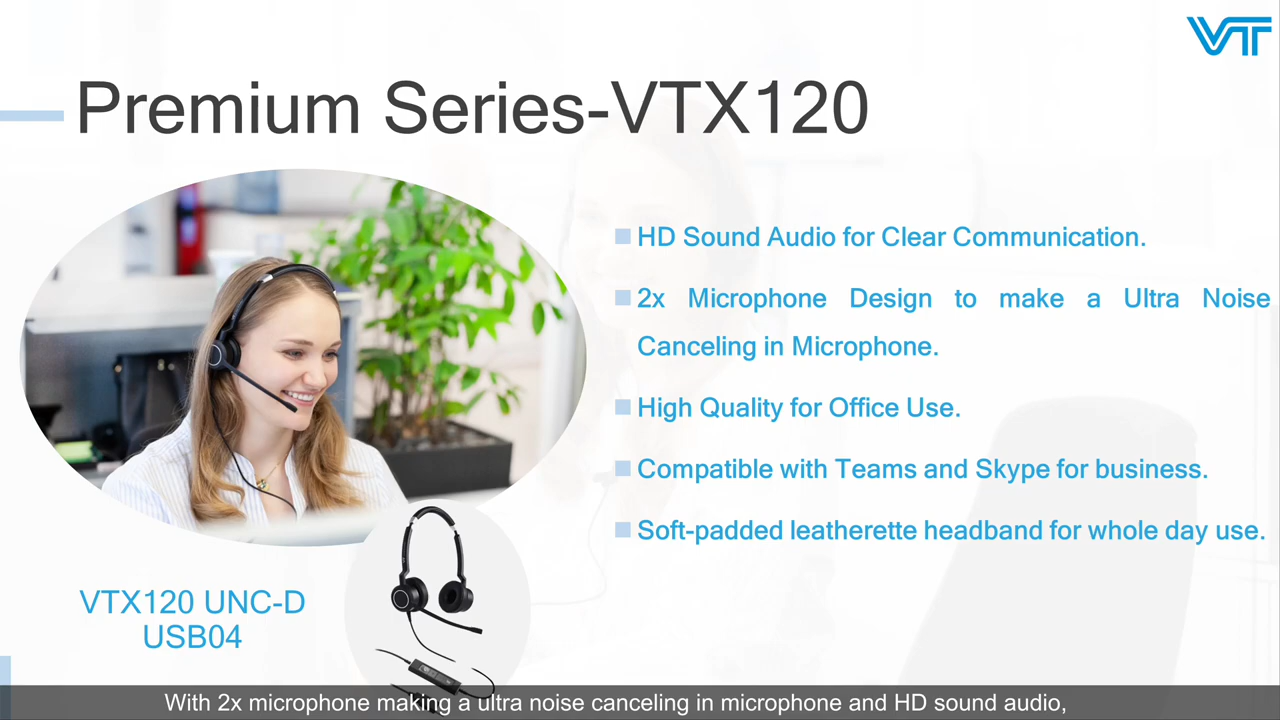 VT
Premium Series-VTX120
HD Sound Audio for Clear Communication.
2x Microphone Design to make a Ultra Noise
Canceling in Microphone.
High Quality for Office Use.
Compatible with Teams and Skype for business.
Soft-padded leatherette headband for whole day use.
VTX120 UNC-D
USB04
With 2x microphone making a ultra noise canceling in microphone and HD sound audio,